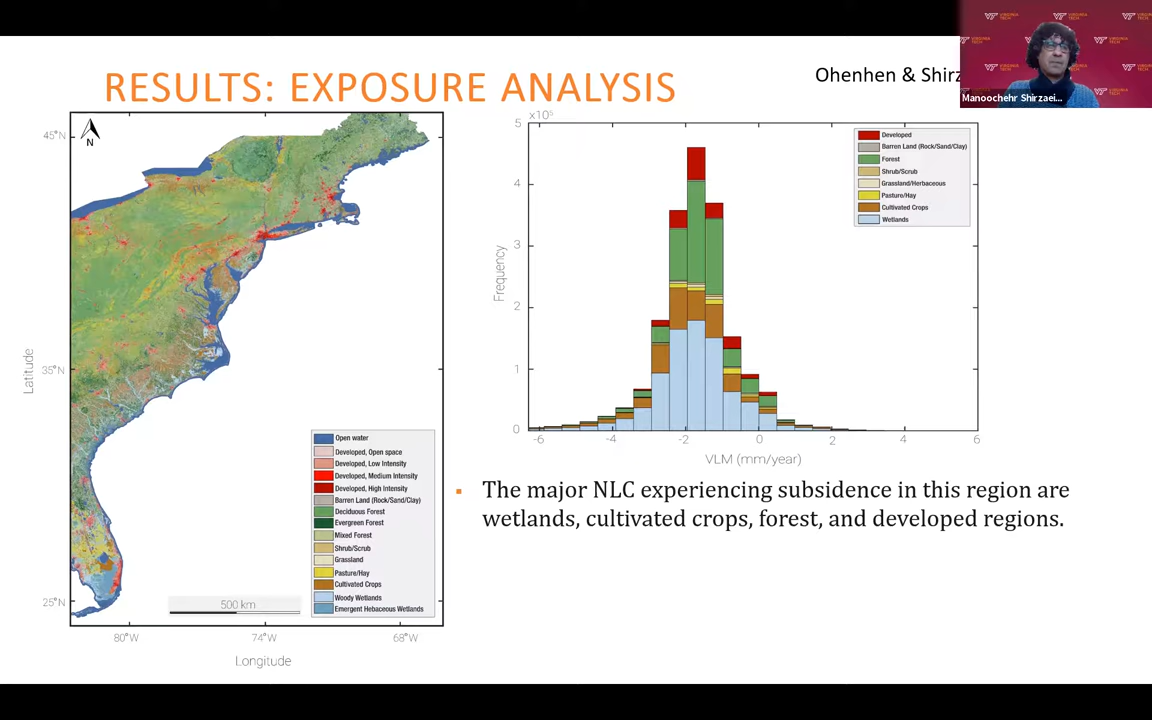 RESULTS: EXPOSURE ANALYSIS
Ohenhen &
Manoochehr Shirzaei...
VIRGINIA TECH
N
45°N
35°N
25°N
Latitude
80°W
74°W
68°W
Longitude
500 km
Open water
Developed, Open space
Developed, Low Intensity
Developed, Medium Intensity
Developed, High Intensity
Barren Land (Rock/Sand/Clay)
Deciduous Forest
Evergreen Forest
Mixed Forest
Shrub/Scrub
Grassland
Pasture/Hay
Cultivated Crops
Woody Wetlands
Emergent Hebaceous Wetlands
x10⁵
5
4
3
2
1
0
Frequency
-6
-4
-2
0
2
4
6
VLM (mm/year)
Developed
Barren Land (Rock/Sand/Clay)
Forest
Shrub/Scrub
Grassland/Herbaceous
Pasture/Hay
Cultivated Crops
Wetlands
The major NLC experiencing subsidence in this region are
wetlands, cultivated crops, forest, and developed regions.